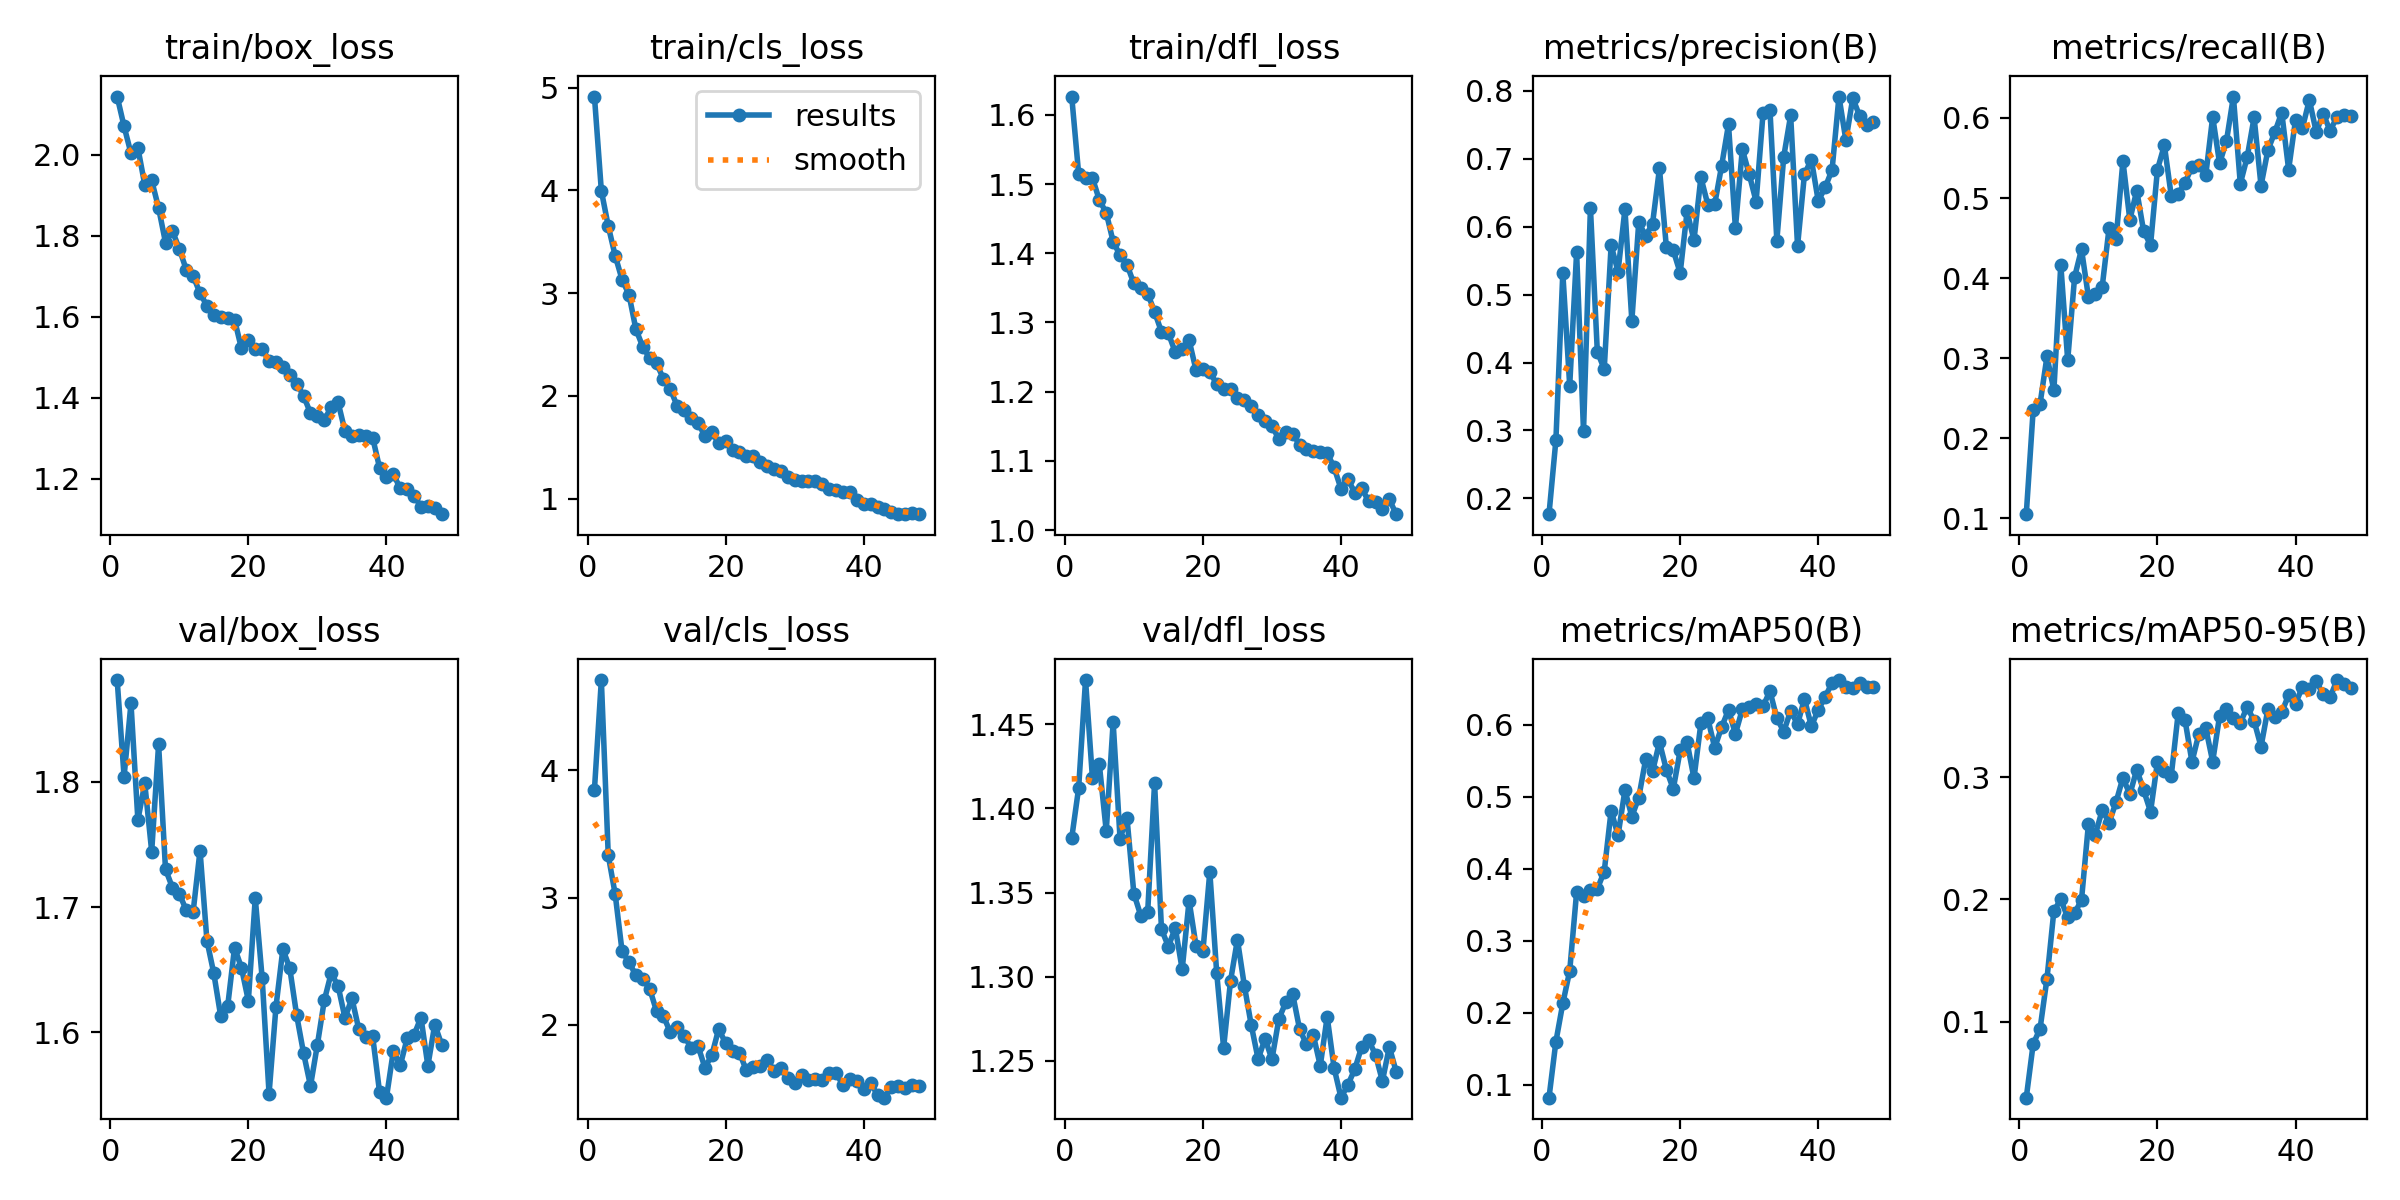 train/box_loss
2.0
1.8
1.6
1.4
1.2
0 20 40
train/cls_loss
results
smooth
5
4
3
2
1
0 20 40
train/dfl_loss
1.6
1.5
1.4
1.3
1.2
1.1
1.0
0 20 40
metrics/precision(B)
0.8
0.7
0.6
0.5
0.4
0.3
0.2
0 20 40
metrics/recall(B)
0.6
0.5
0.4
0.3
0.2
0.1
0 20 40
val/box_loss
1.8
1.7
1.6
0 20 40
val/cls_loss
4
3
2
0 20 40
val/dfl_loss
1.45
1.40
1.35
1.30
1.25
0 20 40
metrics/mAP50(B)
0.6
0.5
0.4
0.3
0.2
0.1
0 20 40
metrics/mAP50-95(B)
0.3
0.2
0.1
0 20 40